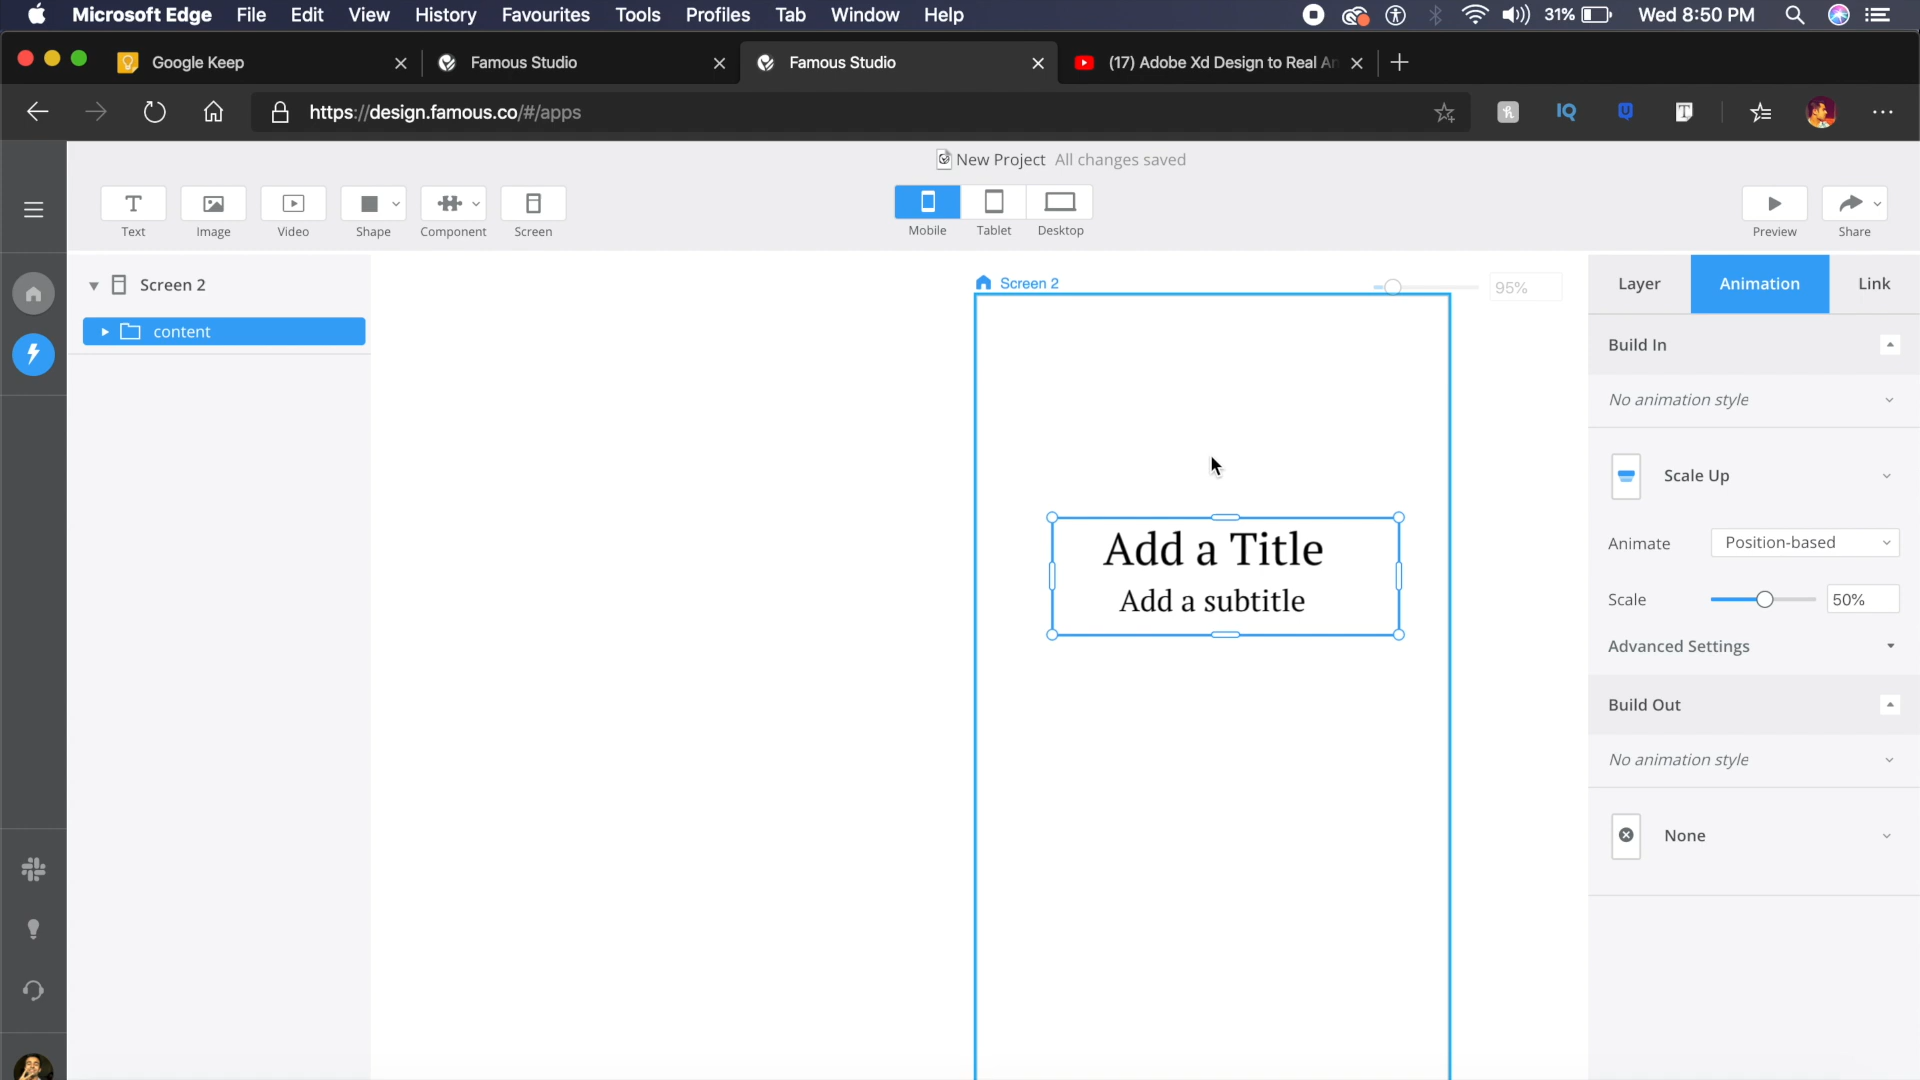 Microsoft Edge File Edit View History Favourites Tools Profiles Tab Window Help 31% Wed 8:50 PM
Google Keep Famous Studio Famous Studio (17) Adobe Xd Design to Real An
https://design.famous.co/#/apps
New Project All changes saved
Text Image Video Shape Component Screen Mobile Tablet Desktop Preview Share
Screen 2
content
Screen 2
95%
Add a Title
Add a subtitle
Layer Animation Link
Build In
No animation style
Scale Up
Animate Position-based
Scale 50%
Advanced Settings
Build Out
No animation style
None